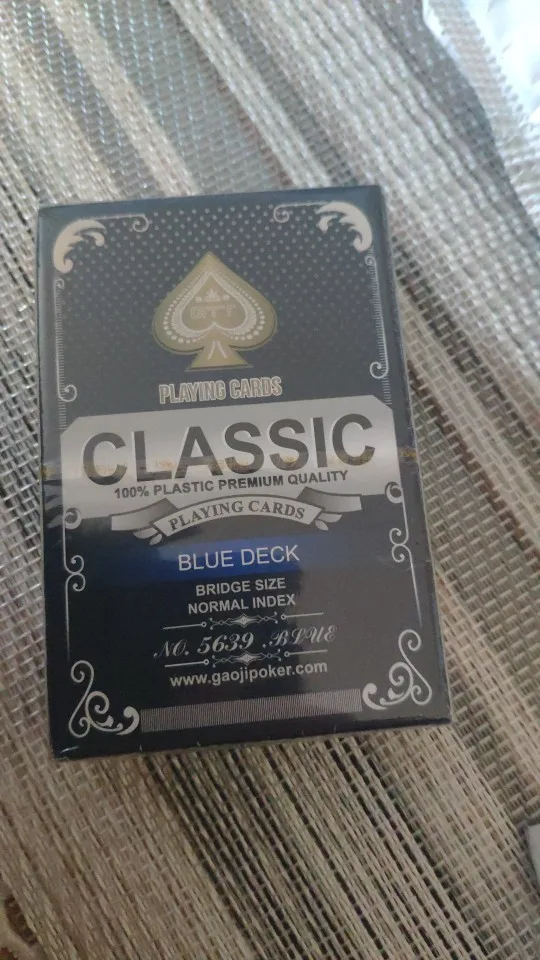 PLAYING CARDS
CLASSIC
100% PLASTIC PREMIUM QUALITY
PLAYING CARDS
BLUE DECK
BRIDGE SIZE
NORMAL INDEX
NO. 5639 .BLUE
www.gaojipoker.com